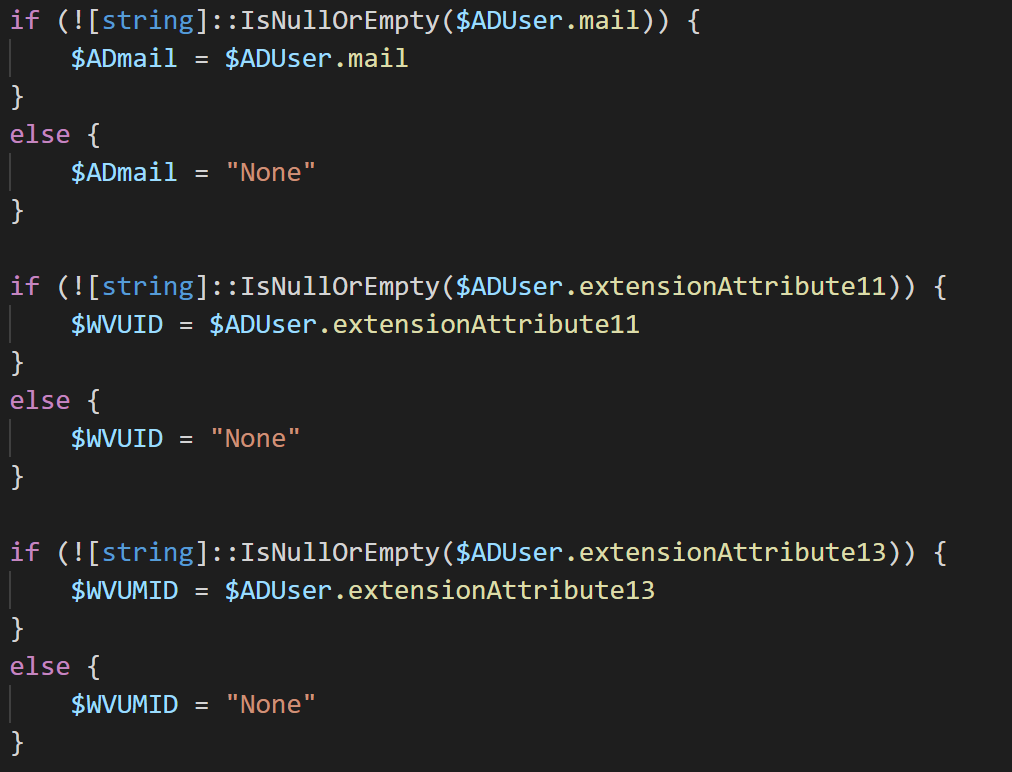 if (![string]::IsNullOrEmpty($ADUser.mail)) {
    $ADmail = $ADUser.mail
}
else {
    $ADmail = "None"
}

if (![string]::IsNullOrEmpty($ADUser.extensionAttribute11)) {
    $WVUID = $ADUser.extensionAttribute11
}
else {
    $WVUID = "None"
}

if (![string]::IsNullOrEmpty($ADUser.extensionAttribute13)) {
    $WVUMID = $ADUser.extensionAttribute13
}
else {
    $WVUMID = "None"
}